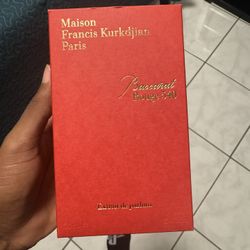 Maison
Francis Kurkdjian
Paris
Baccarat
Rouge 540
Extrait de parfum